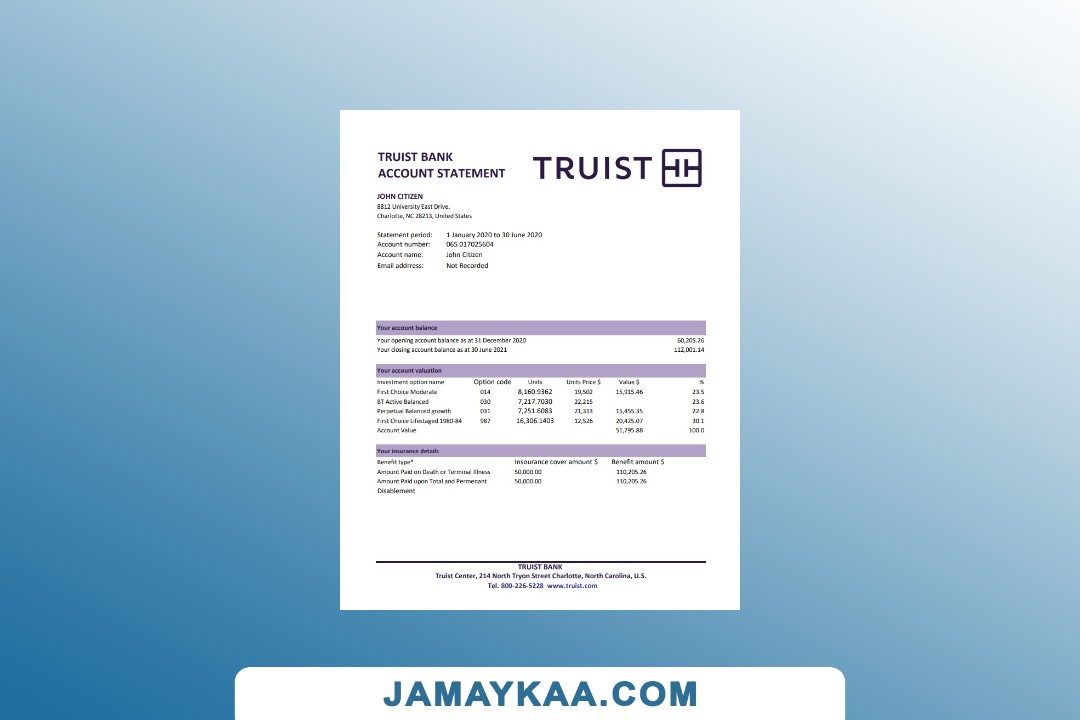 TRUIST BANK
ACCOUNT STATEMENT
TRUIST
JOHN CITIZEN
8812 University East Drive,
Charlotte, NC 28213, United States
Statement period: 1 January 2020 to 30 June 2020
Account number: 065 017025604
Account name: John Citizen
Email addrress: Not Recorded
Your account balance
Your opening account balance as at 31 December 2020 60,205.26
Your closing account balance as at 30 June 2021 112,001.14
Your account valuation
Investment option name Option code Units Units Price $ Value $ %
First Choice Moderate 014 8,160.9362 19,502 15,915.46 23.5
BT Active Balanced 030 7,217.7030 22,215 23.6
Perpetual Balanced growth 031 7,251.6083 21,313 15,455.35 22.8
First Choice Lifestaged 1980-84 987 16,306.1403 12,526 20,425.07 30.1
Account Value 51,795.88 100.0
Your insurance details
Benefit type* Insourance cover amount $ Benefit amount $
Amount Paid on Death or Terminal Illness 50,000.00 110,205.26
Amount Paid upon Total and Permenant 50,000.00 110,205.26
Disablement
TRUIST BANK
Truist Center, 214 North Tryon Street Charlotte, North Carolina, U.S.
Tel. 800-226-5228 www.truist.com
JAMAYKAA.COM